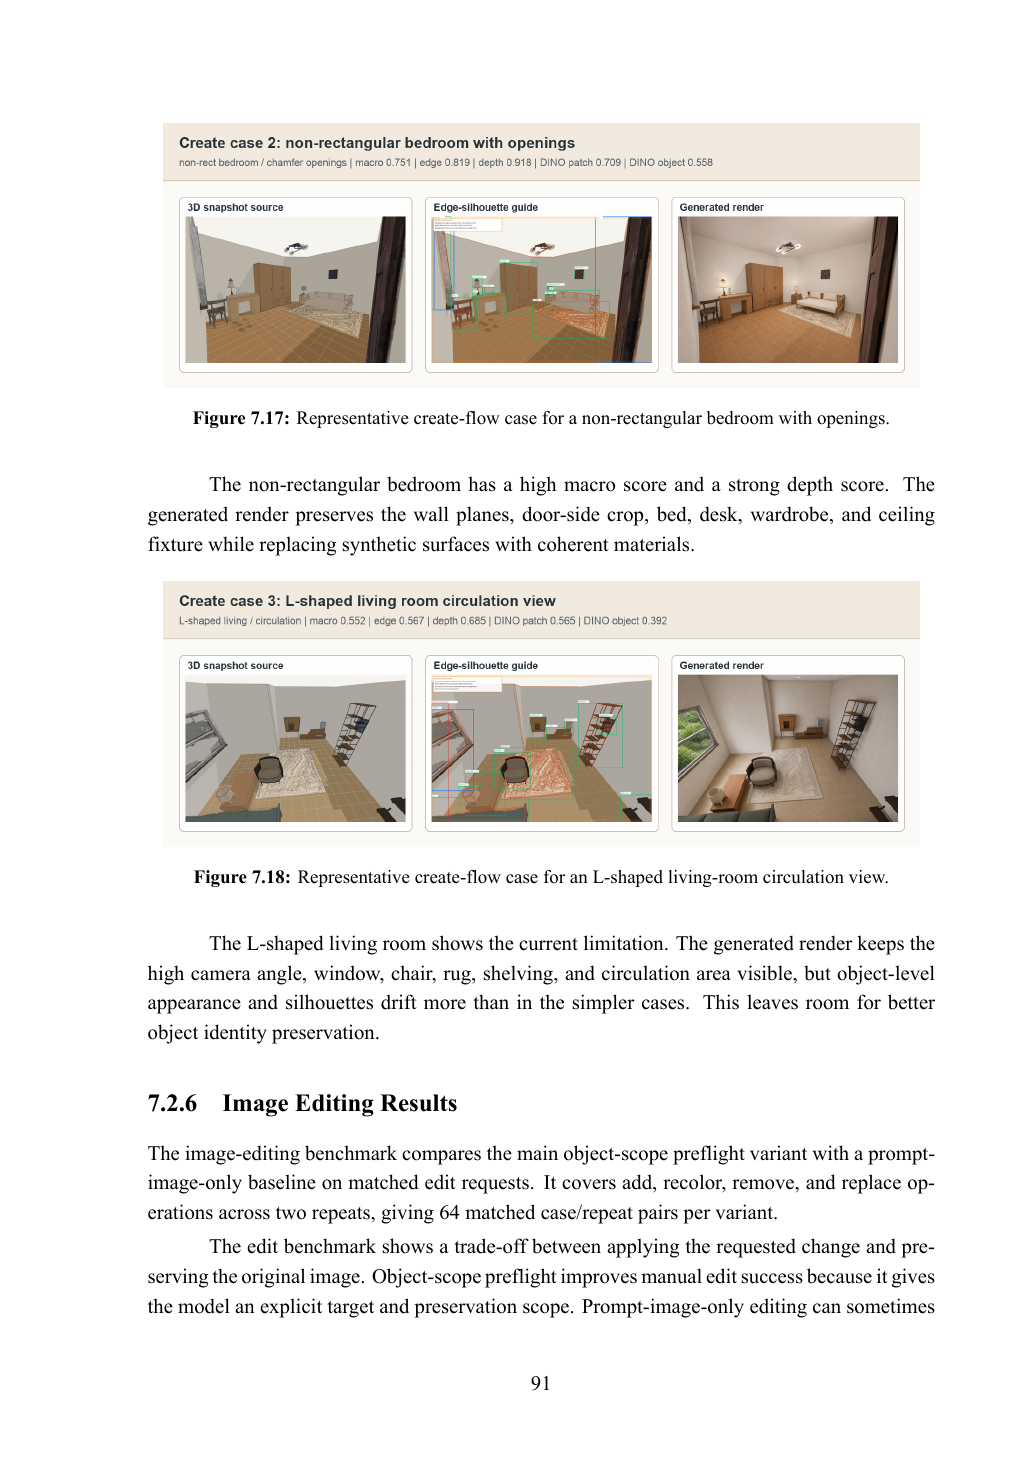 Create case 2: non-rectangular bedroom with openings
non-rect bedroom / chamfer openings | macro 0.751 | edge 0.819 | depth 0.918 | DINO patch 0.709 | DINO object 0.558
3D snapshot source
Edge-silhouette guide
Generated render
Figure 7.17: Representative create-flow case for a non-rectangular bedroom with openings.
The non-rectangular bedroom has a high macro score and a strong depth score. The
generated render preserves the wall planes, door-side crop, bed, desk, wardrobe, and ceiling
fixture while replacing synthetic surfaces with coherent materials.
Create case 3: L-shaped living room circulation view
L-shaped living / circulation | macro 0.552 | edge 0.567 | depth 0.685 | DINO patch 0.565 | DINO object 0.392
3D snapshot source
Edge-silhouette guide
Generated render
Figure 7.18: Representative create-flow case for an L-shaped living-room circulation view.
The L-shaped living room shows the current limitation. The generated render keeps the
high camera angle, window, chair, rug, shelving, and circulation area visible, but object-level
appearance and silhouettes drift more than in the simpler cases. This leaves room for better
object identity preservation.
7.2.6 Image Editing Results
The image-editing benchmark compares the main object-scope preflight variant with a prompt-
image-only baseline on matched edit requests. It covers add, recolor, remove, and replace op-
erations across two repeats, giving 64 matched case/repeat pairs per variant.
The edit benchmark shows a trade-off between applying the requested change and pre-
serving the original image. Object-scope preflight improves manual edit success because it gives
the model an explicit target and preservation scope. Prompt-image-only editing can sometimes
91